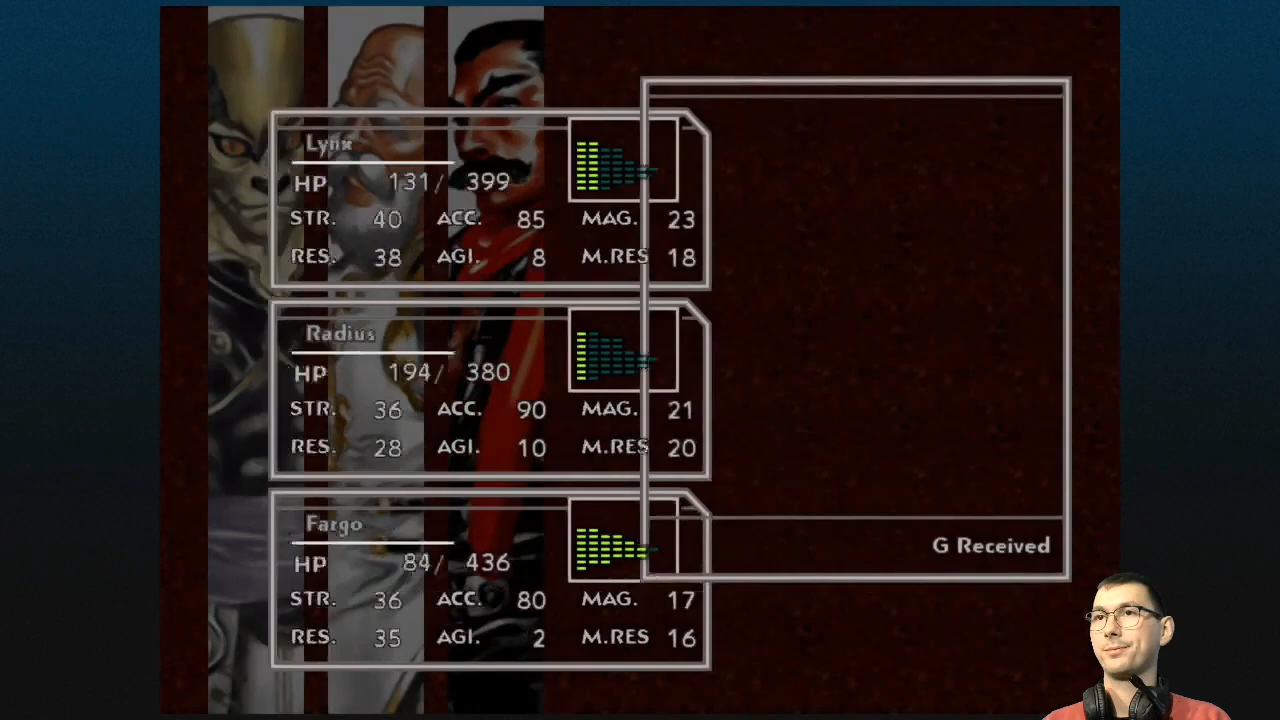 Lynx
HP 131/ 399
STR. 40 ACC. 85 MAG. 23
RES. 38 AGI. 8 M.RES 18
Radius
HP 194/ 380
STR. 36 ACC. 90 MAG. 21
RES. 28 AGI. 10 M.RES 20
Fargo
HP 84/ 436
STR. 36 ACC. 80 MAG. 17
RES. 35 AGI. 2 M.RES 16
G Received